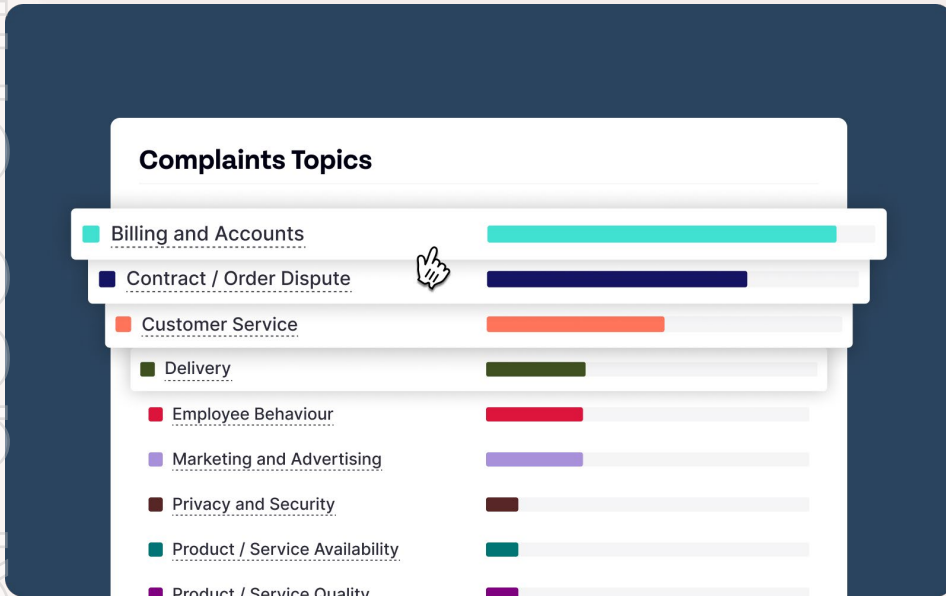 Complaints Topics
Billing and Accounts
Contract / Order Dispute
Customer Service
Delivery
Employee Behaviour
Marketing and Advertising
Privacy and Security
Product / Service Availability
Product / Service Quality